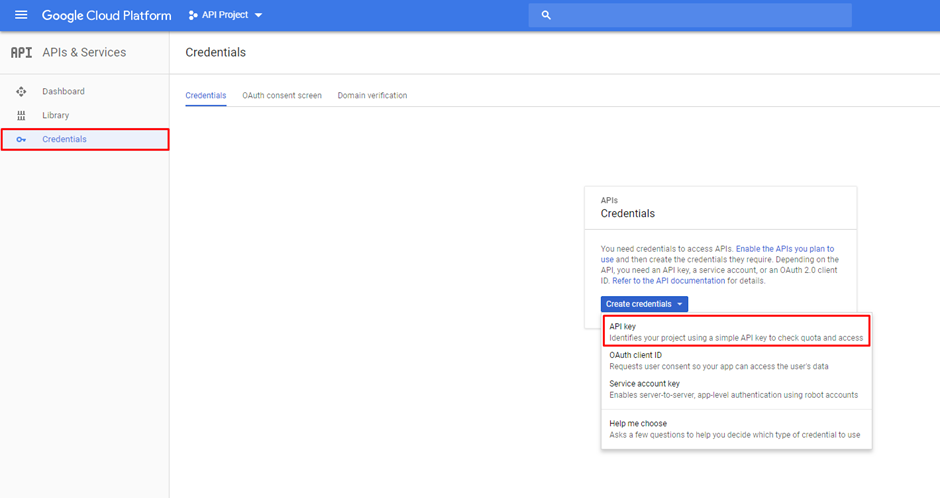 Google Cloud Platform
API Project
API APIs & Services
Credentials
Dashboard
Library
Credentials
Credentials
OAuth consent screen
Domain verification
APIs
Credentials
You need credentials to access APIs. Enable the APIs you plan to
use and then create the credentials they require. Depending on the
API, you need an API key, a service account, or an OAuth 2.0 client
ID. Refer to the API documentation for details.
Create credentials
API key
Identifies your project using a simple API key to check quota and access
OAuth client ID
Requests user consent so your app can access the user's data
Service account key
Enables server-to-server, app-level authentication using robot accounts
Help me choose
Asks a few questions to help you decide which type of credential to use